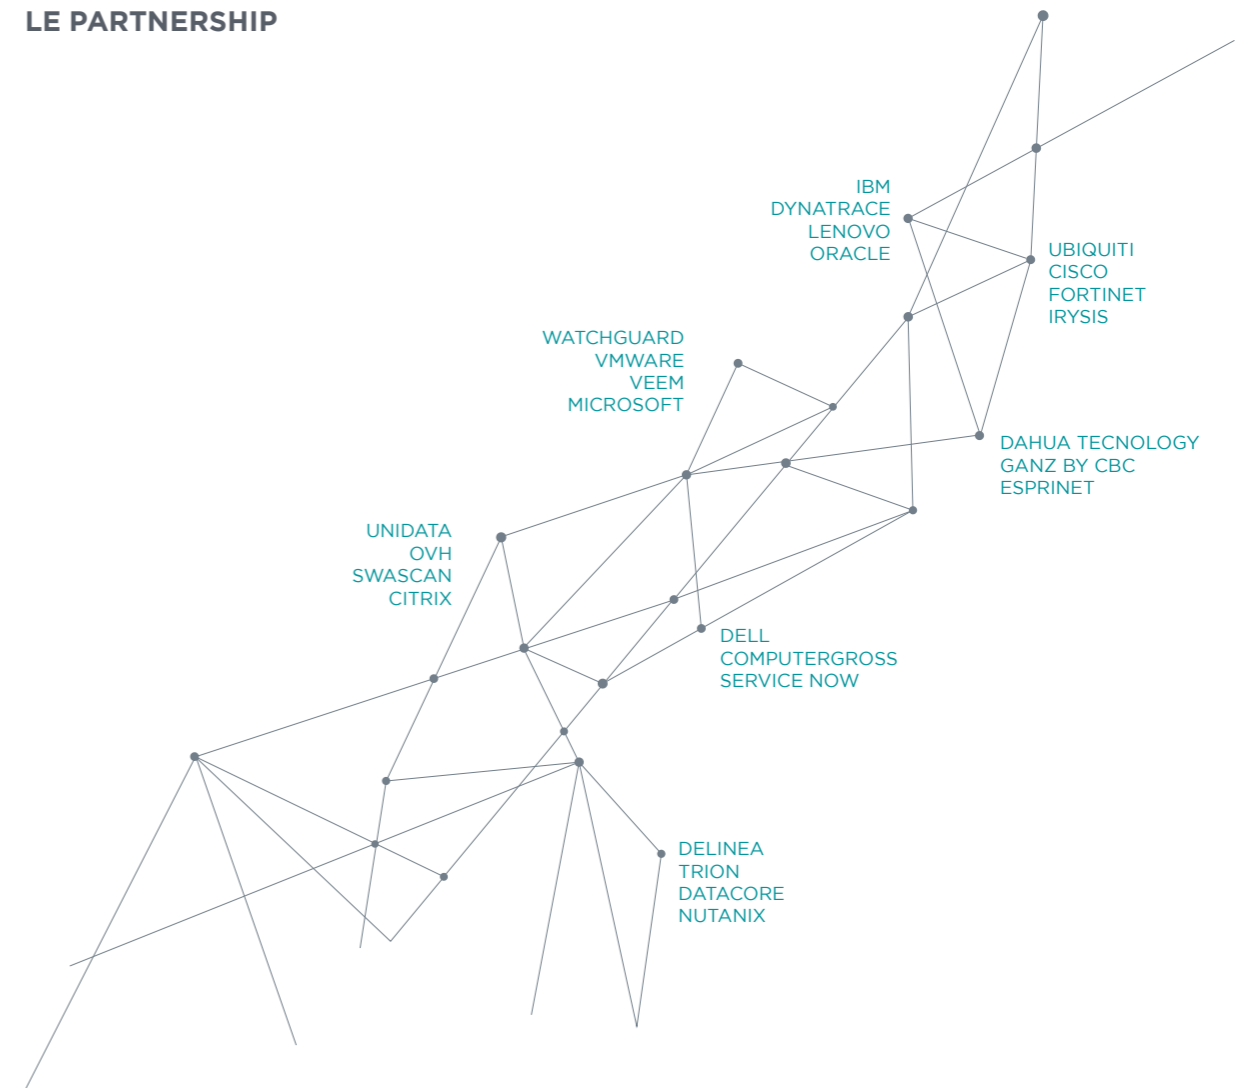 LE PARTNERSHIP
IBM
DYNATRACE
LENOVO
ORACLE
UBIQUITI
CISCO
FORTINET
IRYSIS
WATCHGUARD
VMWARE
VEEM
MICROSOFT
DAHUA TECNOLOGY
GANZ BY CBC
ESPRINET
UNIDATA
OVH
SWASCAN
CITRIX
DELL
COMPUTERGROSS
SERVICE NOW
DELINEA
TRION
DATACORE
NUTANIX